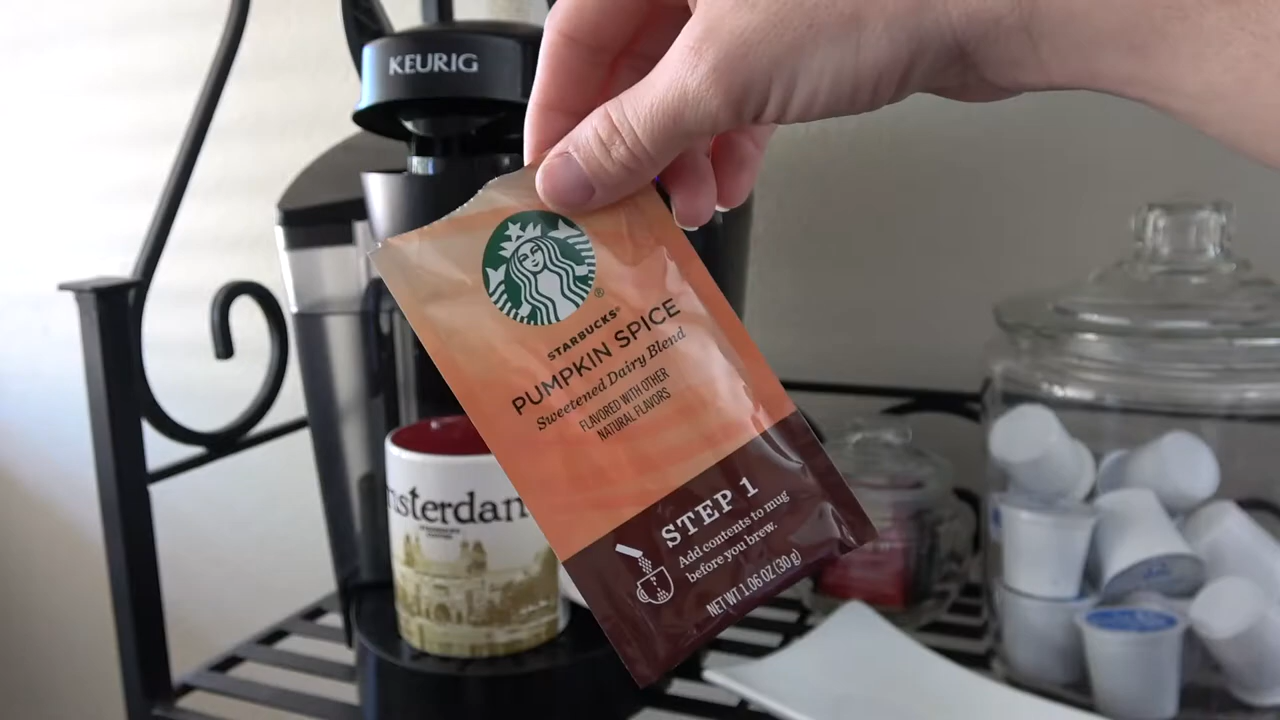 KEURIG
STARBUCKS®
PUMPKIN SPICE
Sweetened Dairy Blend
FLAVORED WITH OTHER
NATURAL FLAVORS
STEP 1
Add contents to mug
before you brew.
NET WT 1.06 OZ (30 g)
msterdam